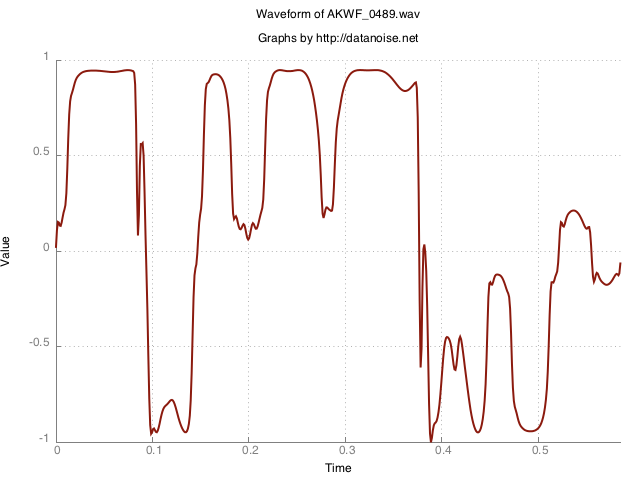 Waveform of AKWF_0489.wav
Graphs by http://datanoise.net
1
0.5
0
-0.5
-1
Value
0 0.1 0.2 0.3 0.4 0.5
Time